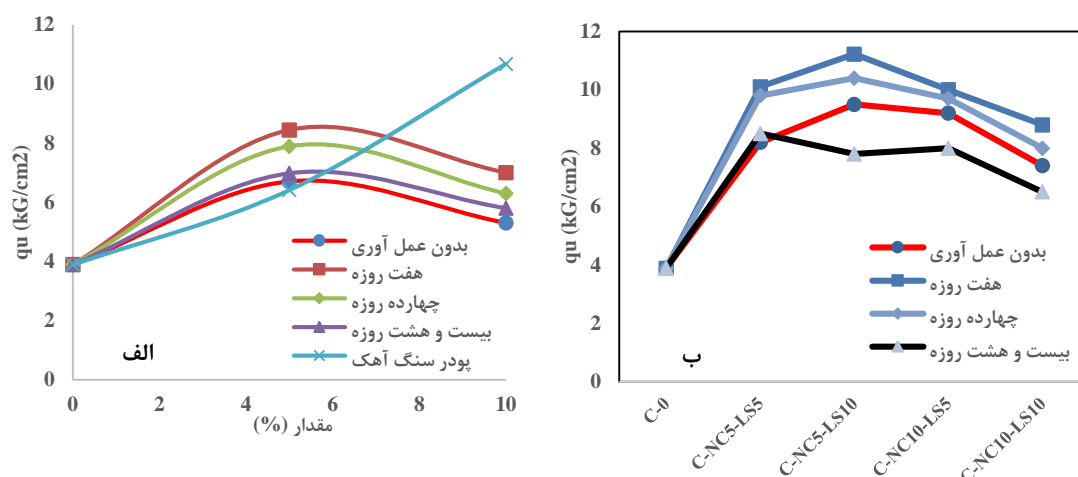 qu (kG/cm2)
12
10
8
6
4
2
0
0 2 4 6 8 10
مقدار (%)
بدون عمل آوری
هفت روزه
چهارده روزه
بیست و هشت روزه
پودر سنگ آهک
الف
qu (kG/cm2)
12
10
8
6
4
2
0
C-0
C-NC5-LS5
C-NC5-LS10
C-NC10-LS5
C-NC10-LS10
بدون عمل آوری
هفت روزه
چهارده روزه
بیست و هشت روزه
ب